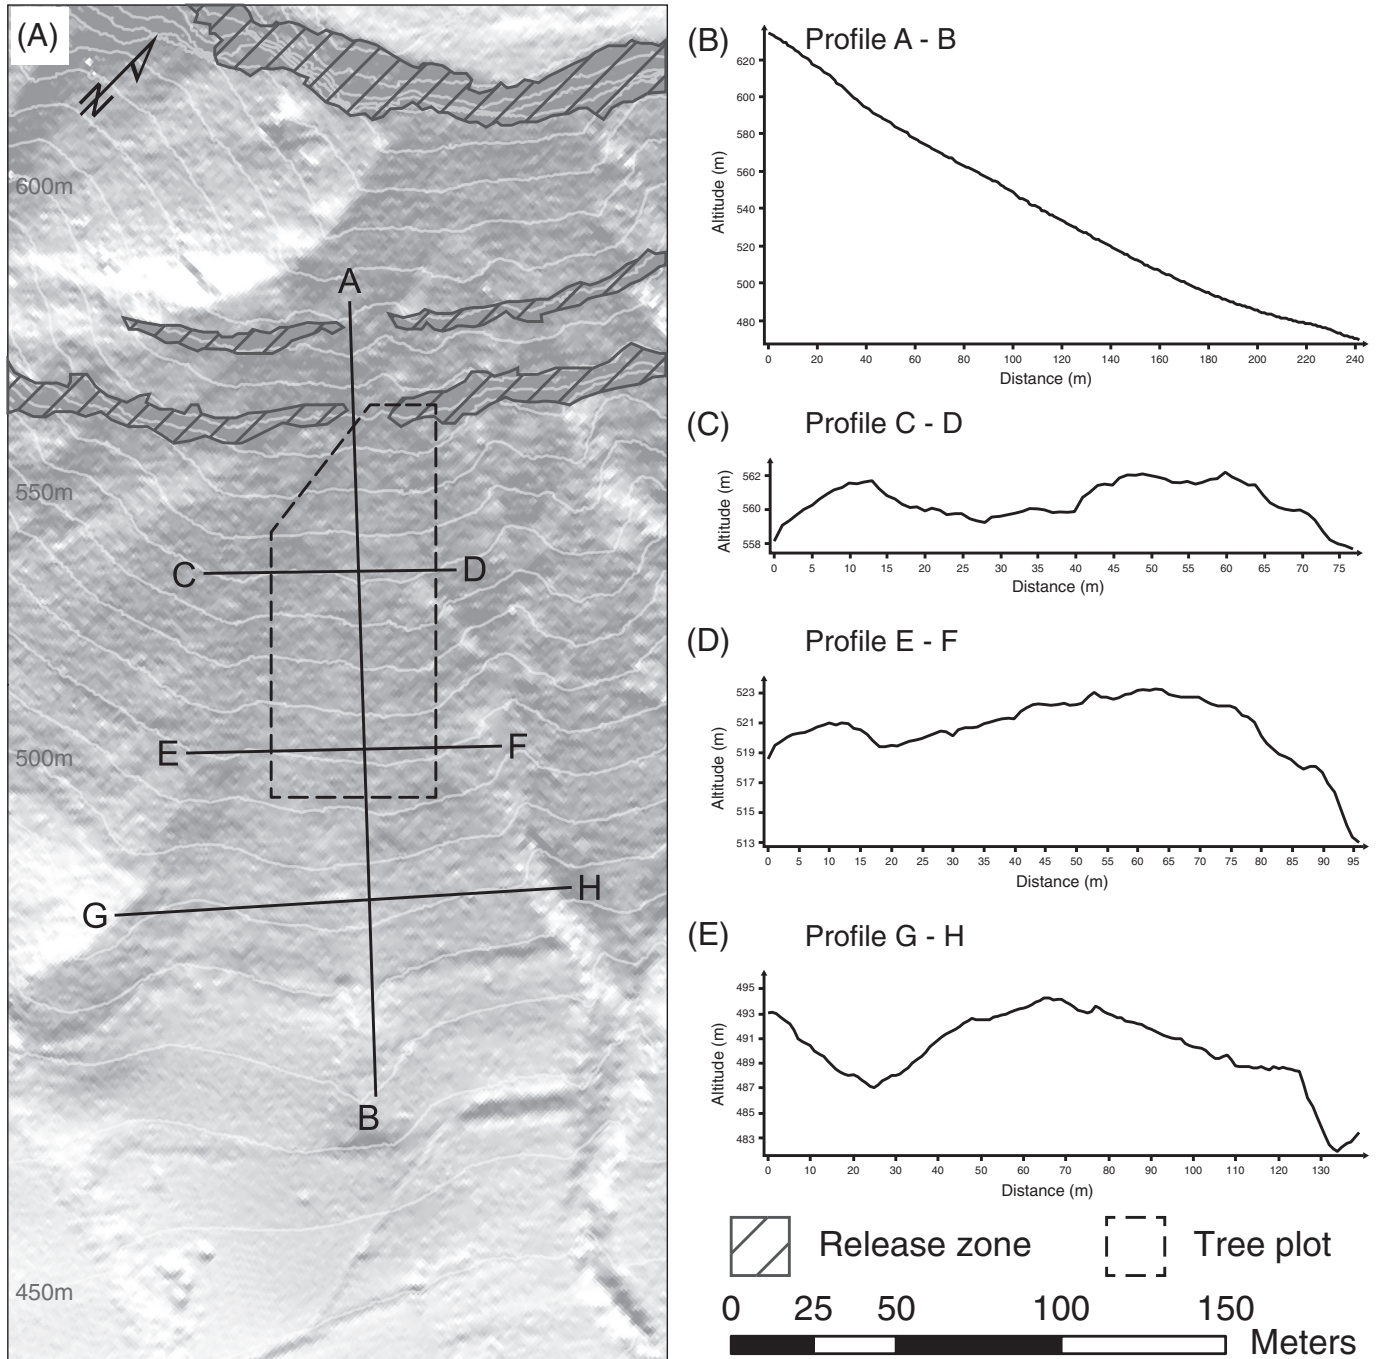 (A)
N
600m
550m
500m
450m
A
B
C
D
E
F
G
H
(B) Profile A - B
Altitude (m)
620
600
580
560
540
520
500
480
0 20 40 60 80 100 120 140 160 180 200 220 240
Distance (m)
(C) Profile C - D
Altitude (m)
562
560
558
0 5 10 15 20 25 30 35 40 45 50 55 60 65 70 75
Distance (m)
(D) Profile E - F
Altitude (m)
523
521
519
517
515
513
0 5 10 15 20 25 30 35 40 45 50 55 60 65 70 75 80 85 90 95
Distance (m)
(E) Profile G - H
Altitude (m)
495
493
491
489
487
485
483
0 10 20 30 40 50 60 70 80 90 100 110 120 130
Distance (m)
Release zone Tree plot
0 25 50 100 150
Meters